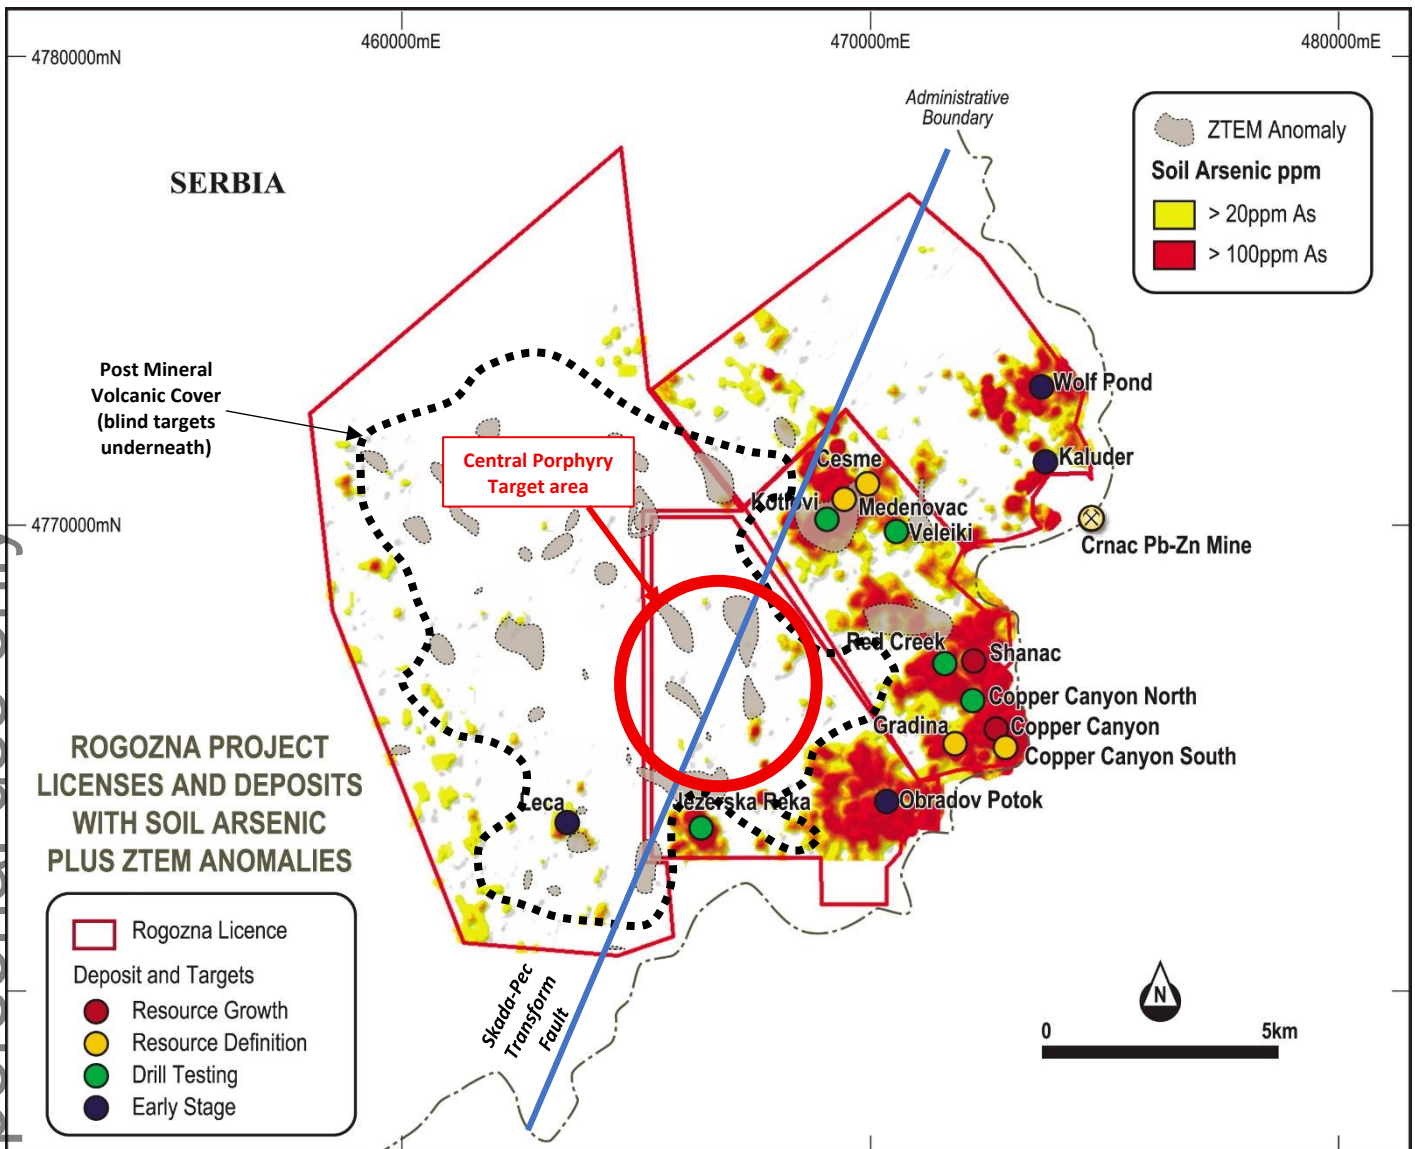 460000mE
470000mE
480000mE
4780000mN
Administrative
Boundary
ZTEM Anomaly
Soil Arsenic ppm
> 20ppm As
> 100ppm As
SERBIA
Post Mineral
Volcanic Cover
(blind targets
underneath)
Wolf Pond
Central Porphyry
Target area
Cesme
Kaluder
Kotlovi
Medenovac
4770000mN
Veleiki
Crnac Pb-Zn Mine
Red Creek
Shanac
Copper Canyon North
Gradina
Copper Canyon
Copper Canyon South
ROGOZNA PROJECT
LICENSES AND DEPOSITS
WITH SOIL ARSENIC
PLUS ZTEM ANOMALIES
Leca
Jezerska Reka
Obradov Potok
Rogozna Licence
Deposit and Targets
Resource Growth
Resource Definition
Drill Testing
Early Stage
Skada-Pec
Transform
Fault
N
0
5km